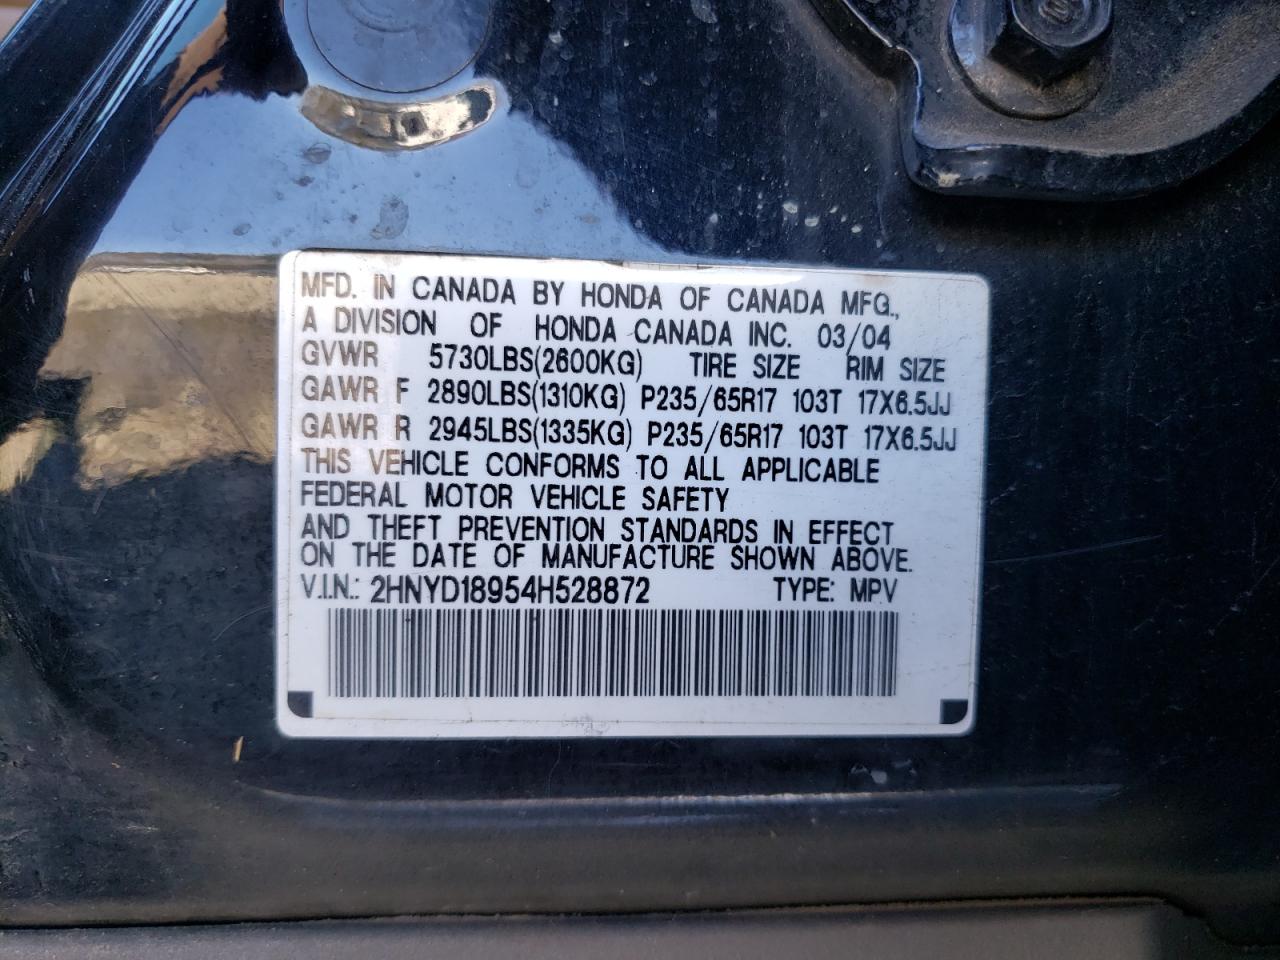 MFD. IN CANADA BY HONDA OF CANADA MFG.,
A DIVISION OF HONDA CANADA INC. 03/04
GVWR 5730LBS(2600KG) TIRE SIZE RIM SIZE
GAWR F 2890LBS(1310KG) P235/65R17 103T 17X6.5JJ
GAWR R 2945LBS(1335KG) P235/65R17 103T 17X6.5JJ
THIS VEHICLE CONFORMS TO ALL APPLICABLE
FEDERAL MOTOR VEHICLE SAFETY
AND THEFT PREVENTION STANDARDS IN EFFECT
ON THE DATE OF MANUFACTURE SHOWN ABOVE.
V.I.N.: 2HNYD18954H528872 TYPE: MPV